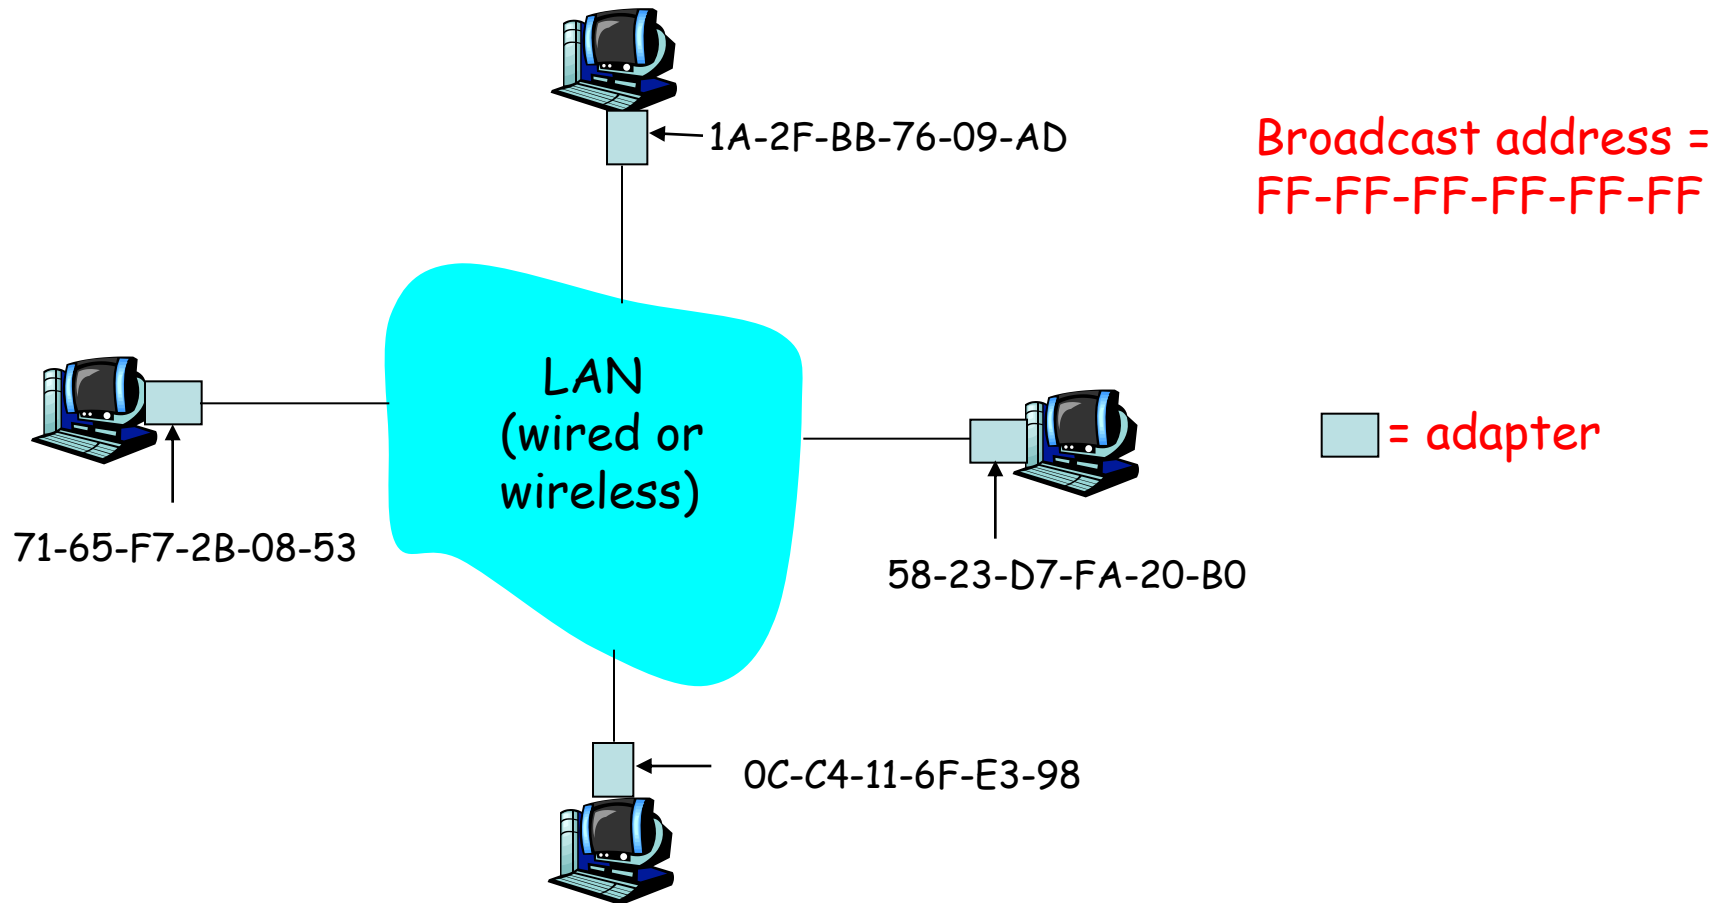 1A-2F-BB-76-09-AD
Broadcast address =
FF-FF-FF-FF-FF-FF
LAN
(wired or
wireless)
= adapter
71-65-F7-2B-08-53
58-23-D7-FA-20-B0
0C-C4-11-6F-E3-98